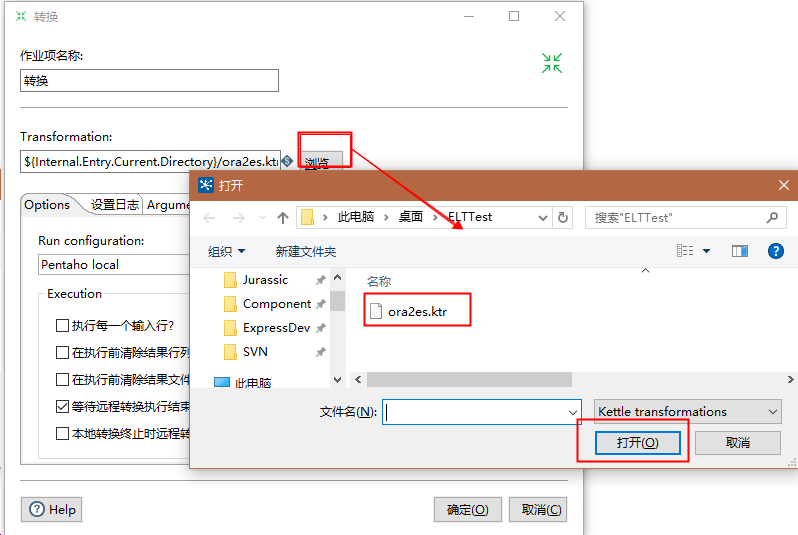 转换
作业项名称:
转换
Transformation:
${Internal.Entry.Current.Directory}/ora2es.ktr
浏览
Options
设置日志
Argume
Run configuration:
Pentaho local
Execution
执行每一个输入行?
在执行前清除结果行列
在执行前清除结果文件
等待远程转换执行结束
本地转换终止时远程转
Help
确定(O)
取消(C)
打开
此电脑
桌面
ELTTest
搜索"ELTTest"
组织
新建文件夹
Jurassic
Component
ExpressDev
SVN
此电脑
名称
ora2es.ktr
文件名(N):
Kettle transformations
打开(O)
取消